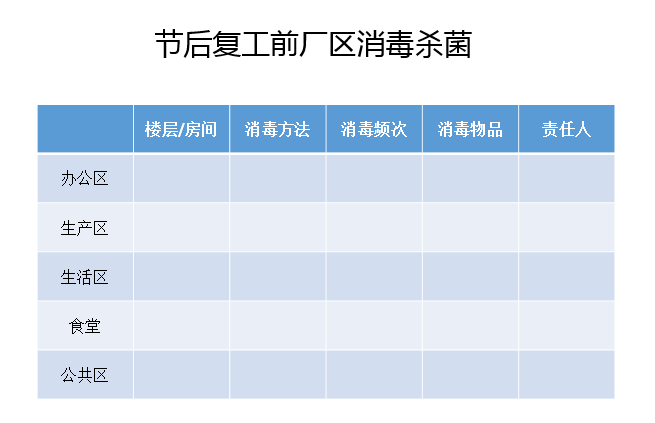 节后复工前厂区消毒杀菌
楼层/房间 消毒方法 消毒频次 消毒物品 责任人
办公区
生产区
生活区
食堂
公共区